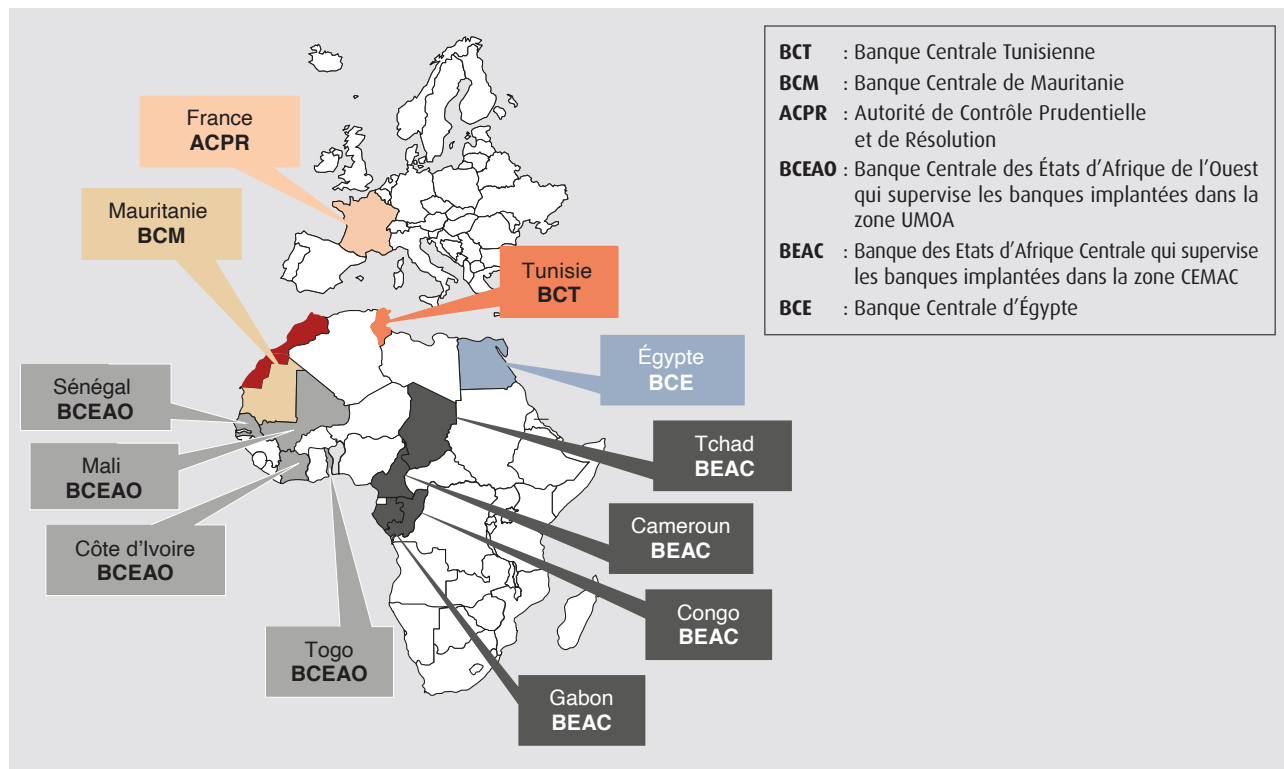 France
ACPR
Mauritanie
BCM
Tunisie
BCT
Égypte
BCE
Sénégal
BCEAO
Mali
BCEAO
Côte d’Ivoire
BCEAO
Togo
BCEAO
Tchad
BEAC
Cameroun
BEAC
Congo
BEAC
Gabon
BEAC
BCT : Banque Centrale Tunisienne
BCM : Banque Centrale de Mauritanie
ACPR : Autorité de Contrôle Prudentielle
et de Résolution
BCEAO : Banque Centrale des États d’Afrique de l’Ouest
qui supervise les banques implantées dans la
zone UMOA
BEAC : Banque des Etats d’Afrique Centrale qui supervise
les banques implantées dans la zone CEMAC
BCE : Banque Centrale d’Égypte